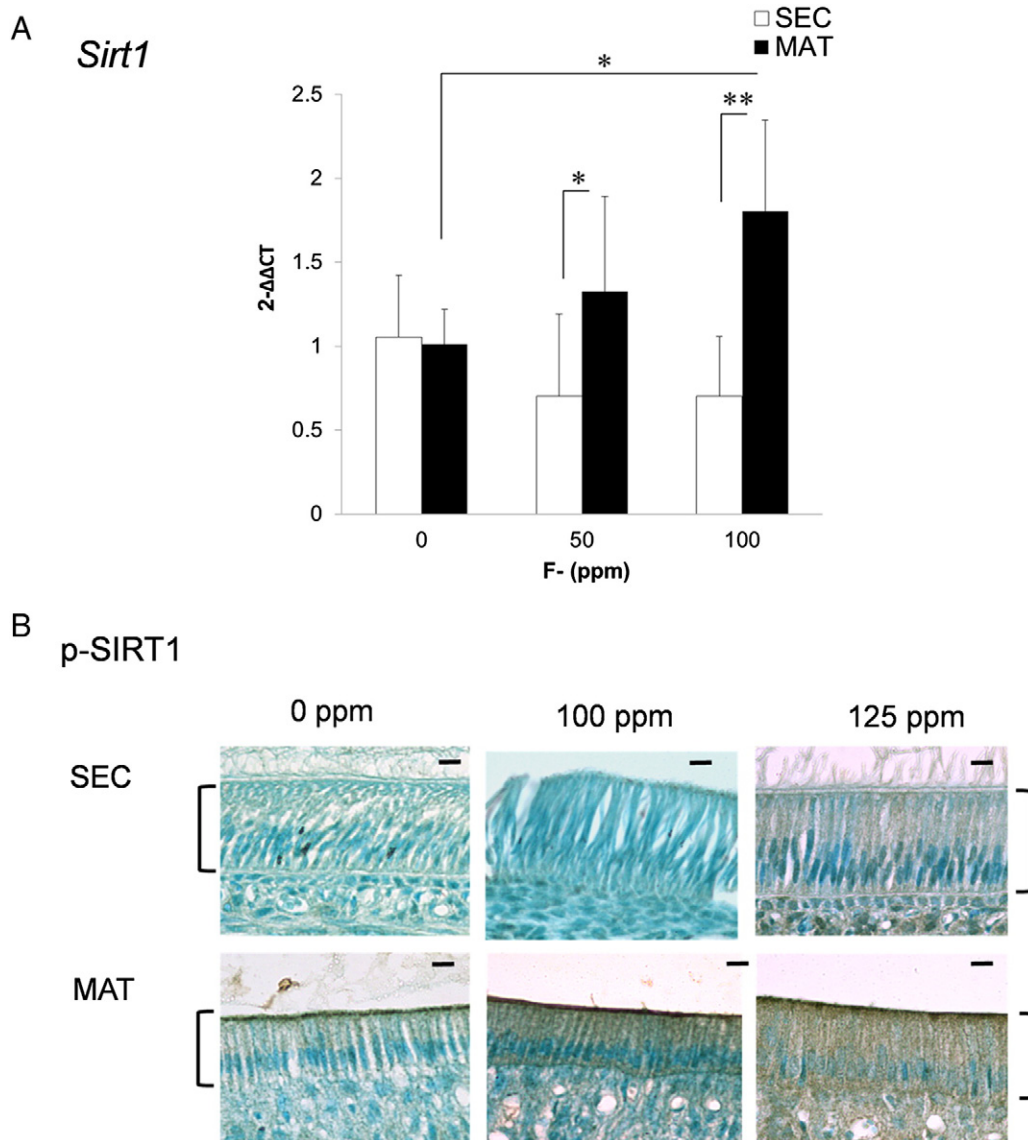 A
Sirt1
SEC
MAT
*
**
*
2.5
2
1.5
1
0.5
0
2-ΔΔCT
0 50 100
F- (ppm)
B
p-SIRT1
0 ppm 100 ppm 125 ppm
SEC
MAT